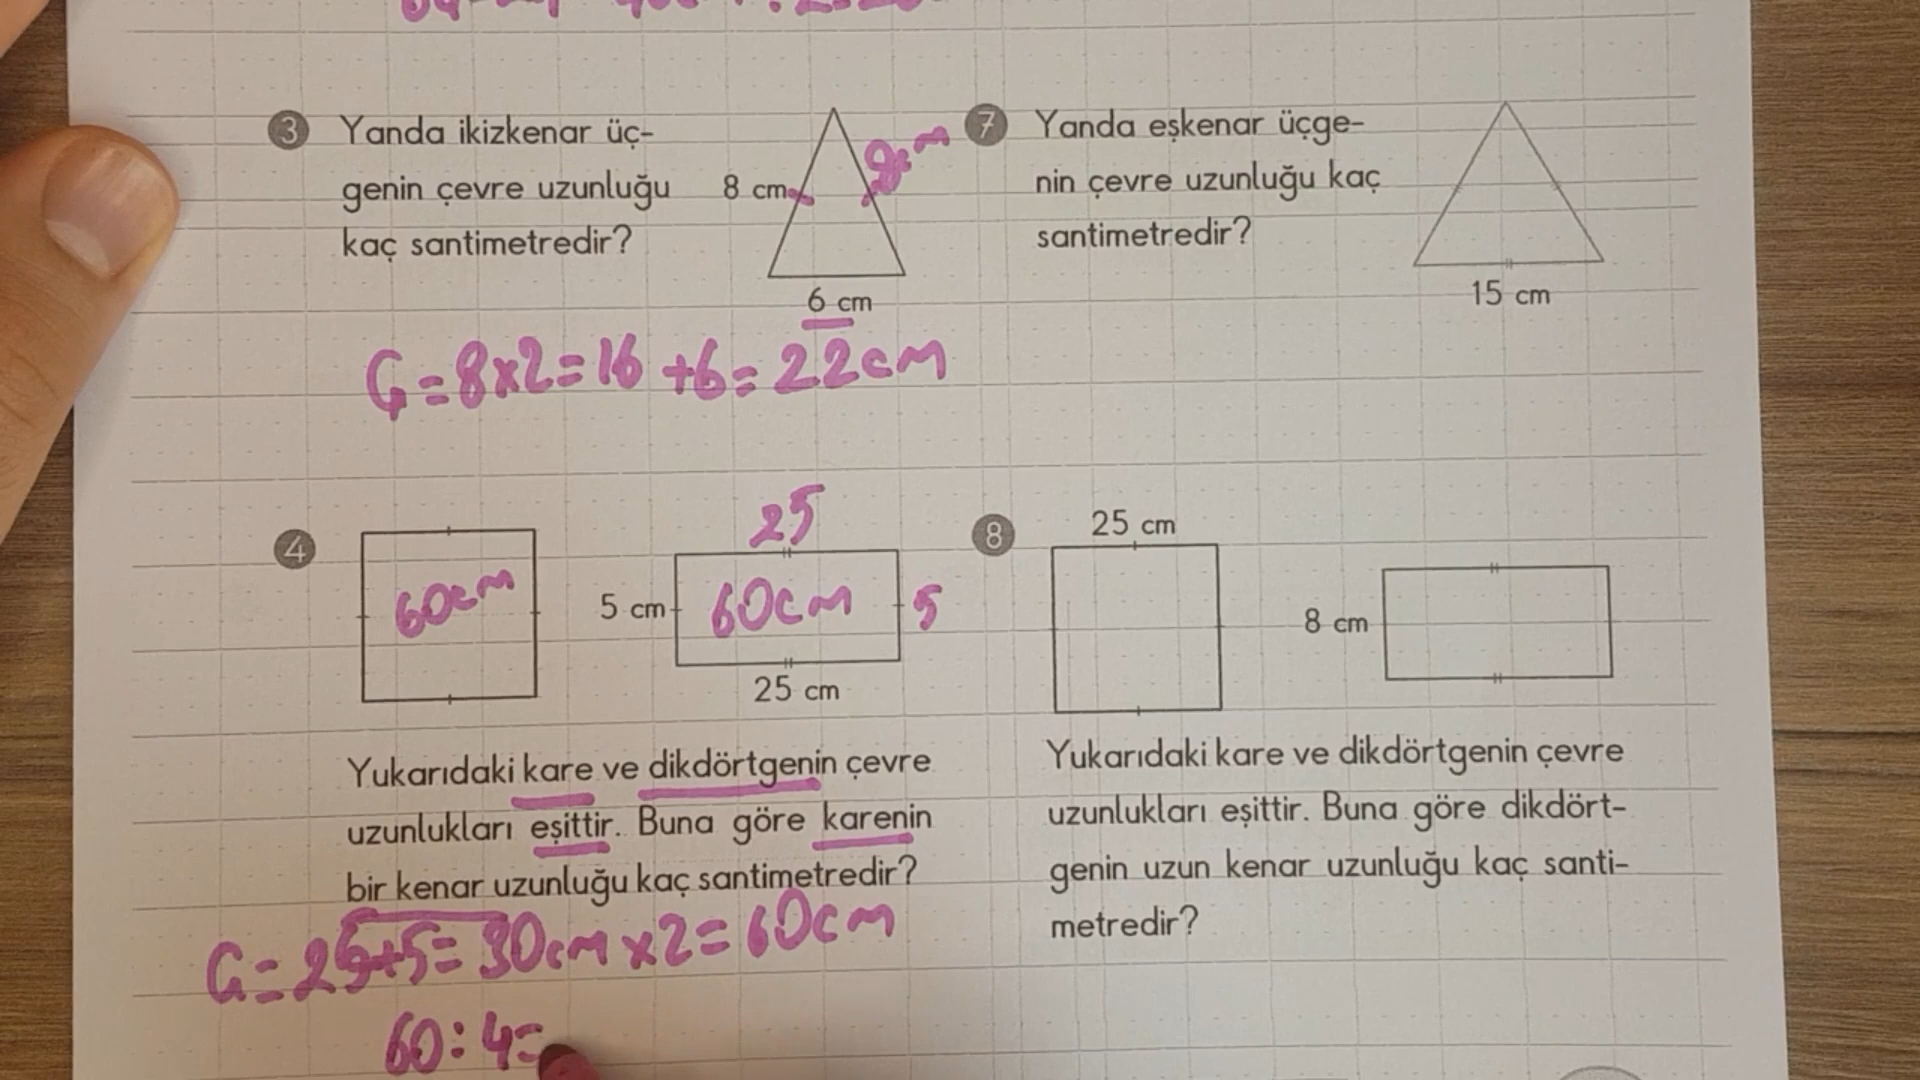 3 Yanda ikizkenar üç-
genin çevre uzunluğu
kaç santimetredir?
8 cm
8cm
6 cm
Ç=8x2=16 +6=22cm
7 Yanda eşkenar üçge-
nin çevre uzunluğu kaç
santimetredir?
15 cm
4
60cm
25
5 cm
60cm
5
25 cm
Yukarıdaki kare ve dikdörtgenin çevre
uzunlukları eşittir. Buna göre karenin
bir kenar uzunluğu kaç santimetredir?
Ç=25+5=30cm x2=60cm
60:4=
8
25 cm
8 cm
Yukarıdaki kare ve dikdörtgenin çevre
uzunlukları eşittir. Buna göre dikdört-
genin uzun kenar uzunluğu kaç santi-
metredir?